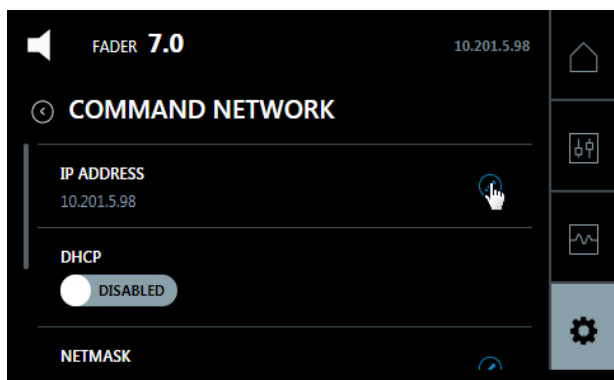 FADER 7.0
10.201.5.98
COMMAND NETWORK
IP ADDRESS
10.201.5.98
DHCP
DISABLED
NETMASK